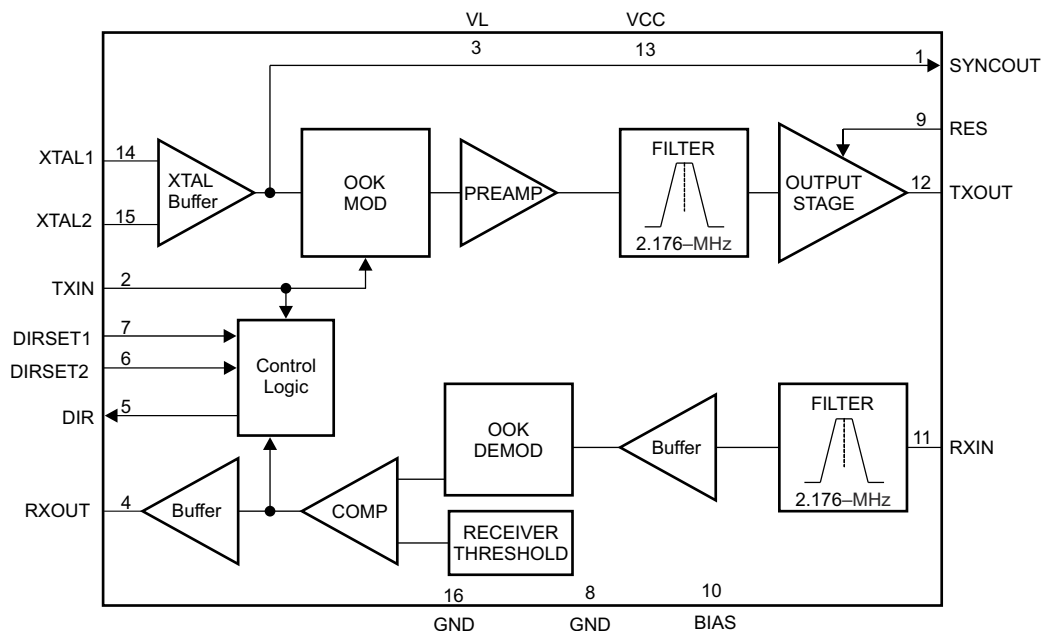 VL
VCC
3
13
1
SYNCOUT
9
RES
XTAL1
14
XTAL
Buffer
OOK
MOD
PREAMP
FILTER
2.176–MHz
OUTPUT
STAGE
12
TXOUT
XTAL2
15
TXIN
2
DIRSET1
7
DIRSET2
6
Control
Logic
DIR
5
OOK
DEMOD
Buffer
FILTER
2.176–MHz
11
RXIN
RXOUT
4
Buffer
COMP
RECEIVER
THRESHOLD
16
8
10
GND
GND
BIAS